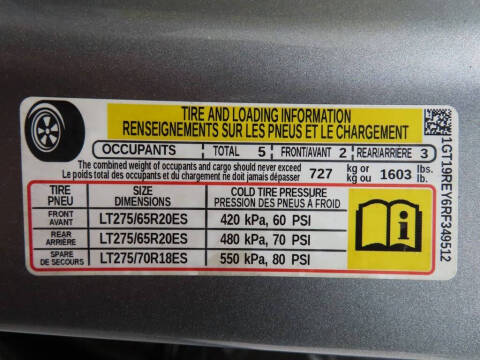 TIRE AND LOADING INFORMATION
RENSEIGNEMENTS SUR LES PNEUS ET LE CHARGEMENT
OCCUPANTS TOTAL 5 FRONT/AVANT 2 REAR/ARRIÈRE 3
The combined weight of occupants and cargo should never exceed
Le poids total des occupants et du chargement ne doit jamais dépasser
727 kg or 1603 lbs.
kg ou lb.
TIRE SIZE COLD TIRE PRESSURE
PNEU DIMENSIONS PRESSION DES PNEUS À FROID
FRONT
AVANT LT275/65R20ES 420 kPa, 60 PSI
REAR
ARRIÈRE LT275/65R20ES 480 kPa, 70 PSI
SPARE
DE SECOURS LT275/70R18ES 550 kPa, 80 PSI
1GT19REY6RF349512